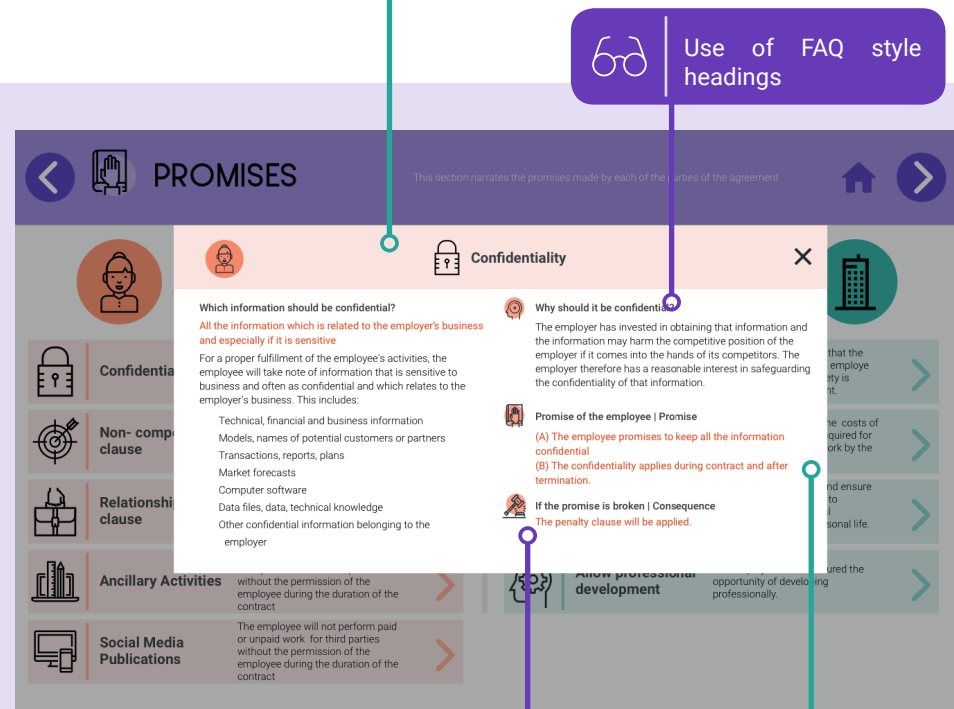 Use of FAQ style
headings
PROMISES
This section narrates the promises made by each of the parties of the agreement
Confidentiality
Which information should be confidential?
All the information which is related to the employer's business
and especially if it is sensitive
For a proper fulfillment of the employee's activities, the
employee will take note of information that is sensitive to
business and often as confidential and which relates to the
employer's business. This includes:
Technical, financial and business information
Models, names of potential customers or partners
Transactions, reports, plans
Market forecasts
Computer software
Data files, data, technical knowledge
Other confidential information belonging to the
employer
Why should it be confidential?
The employer has invested in obtaining that information and
the information may harm the competitive position of the
employer if it comes into the hands of its competitors. The
employer therefore has a reasonable interest in safeguarding
the confidentiality of that information.
Promise of the employee | Promise
(A) The employee promises to keep all the information
confidential
(B) The confidentiality applies during contract and after
termination.
If the promise is broken | Consequence
The penalty clause will be applied.
Confidentia
Non- comp
clause
Relationshi
clause
Ancillary Activities
without the permission of the
employee during the duration of the
contract
Social Media
Publications
The employee will not perform paid
or unpaid work for third parties
without the permission of the
employee during the duration of the
contract
that the
employe
ety is
nt.
costs of
quired for
ork by the
nd ensure
to
sonal life.
Allow professional
development
ured the
opportunity of developing
professionally.